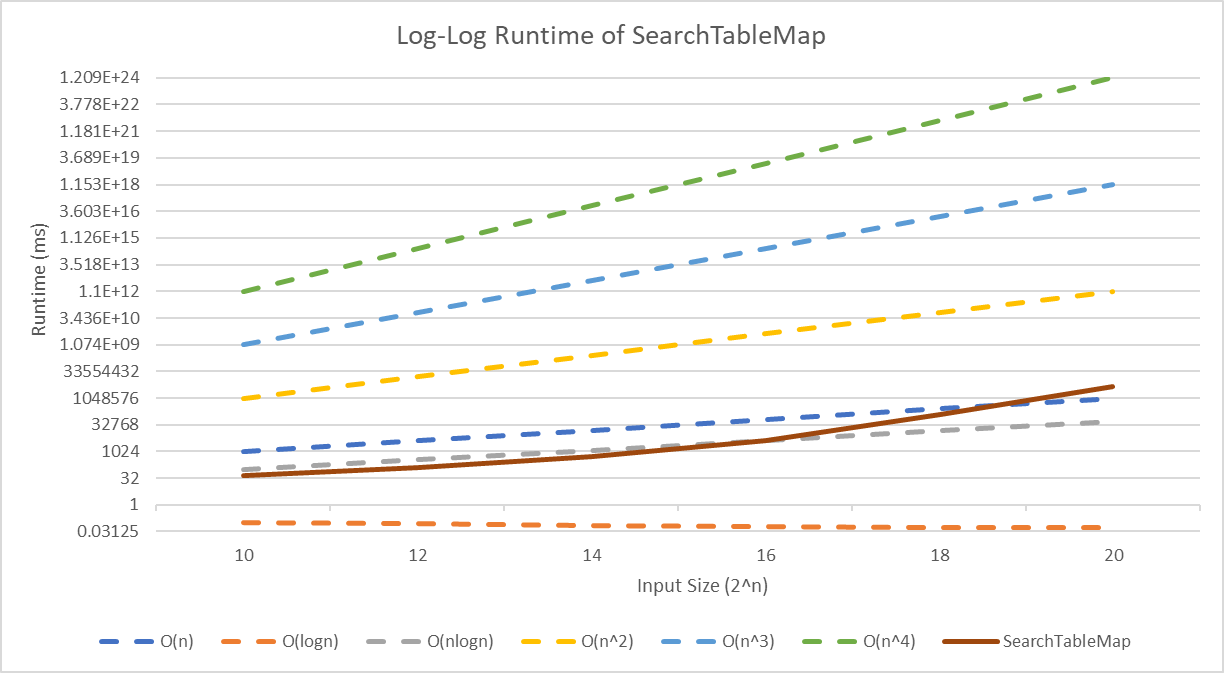 Log-Log Runtime of SearchTableMap
1.209E+24
3.778E+22
1.181E+21
3.689E+19
1.153E+18
3.603E+16
1.126E+15
3.518E+13
1.1E+12
3.436E+10
1.074E+09
33554432
1048576
32768
1024
32
1
0.03125
Runtime (ms)
10 12 14 16 18 20
Input Size (2^n)
O(n) O(logn) O(nlogn) O(n^2) O(n^3) O(n^4) SearchTableMap